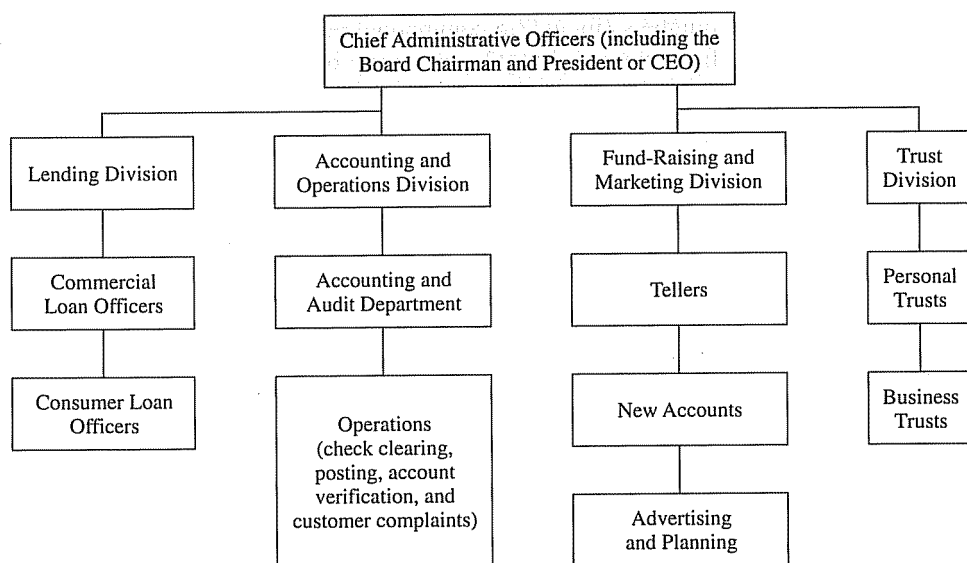 Chief Administrative Officers (including the
Board Chairman and President or CEO)
Lending Division
Accounting and
Operations Division
Fund-Raising and
Marketing Division
Trust
Division
Commercial
Loan Officers
Accounting and
Audit Department
Tellers
Personal
Trusts
Consumer Loan
Officers
Operations
(check clearing,
posting, account
verification, and
customer complaints)
New Accounts
Business
Trusts
Advertising
and Planning